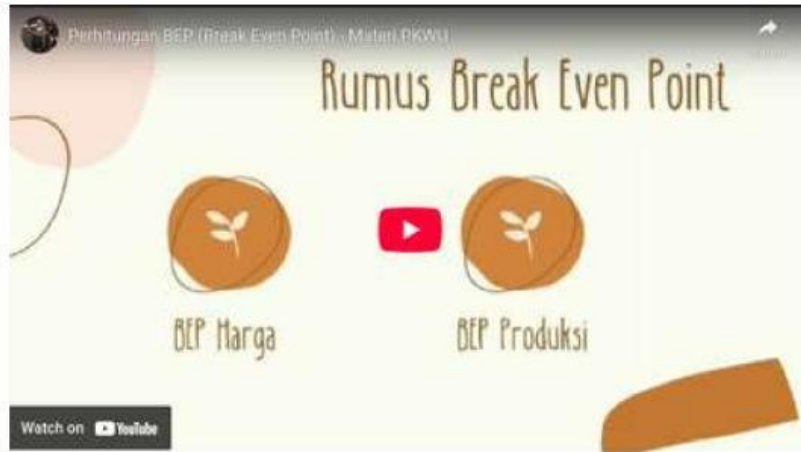 Perhitungan BEP (Break Even Point) - Materi PKWU
Rumus Break Even Point
BEP Harga
BEP Produksi
Watch on YouTube